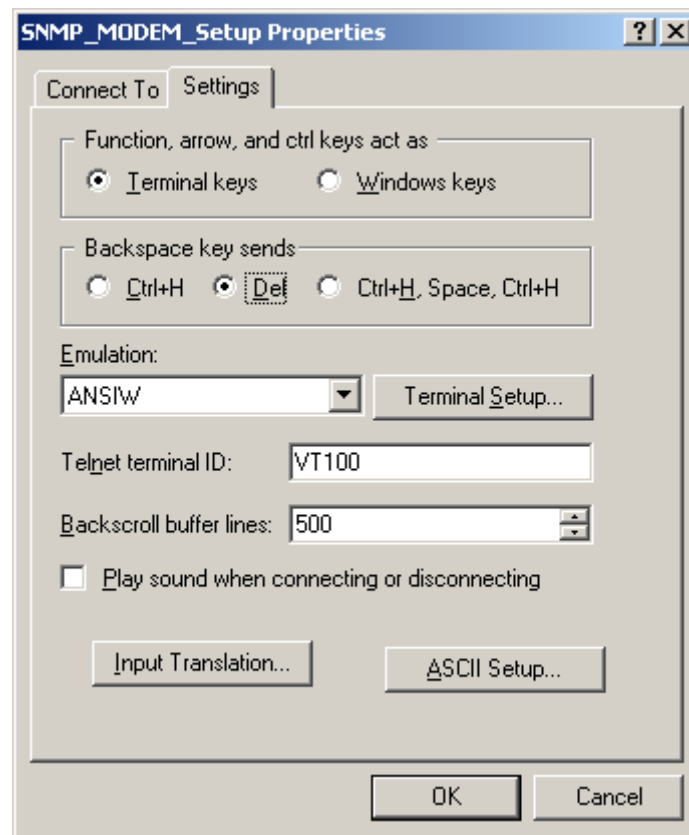 SNMP_MODEM_Setup Properties
Connect To Settings
Function, arrow, and ctrl keys act as
Terminal keys Windows keys
Backspace key sends
Ctrl+H Del Ctrl+H, Space, Ctrl+H
Emulation:
ANSIW Terminal Setup...
Telnet terminal ID: VT100
Backscroll buffer lines: 500
Play sound when connecting or disconnecting
Input Translation... ASCII Setup...
OK Cancel